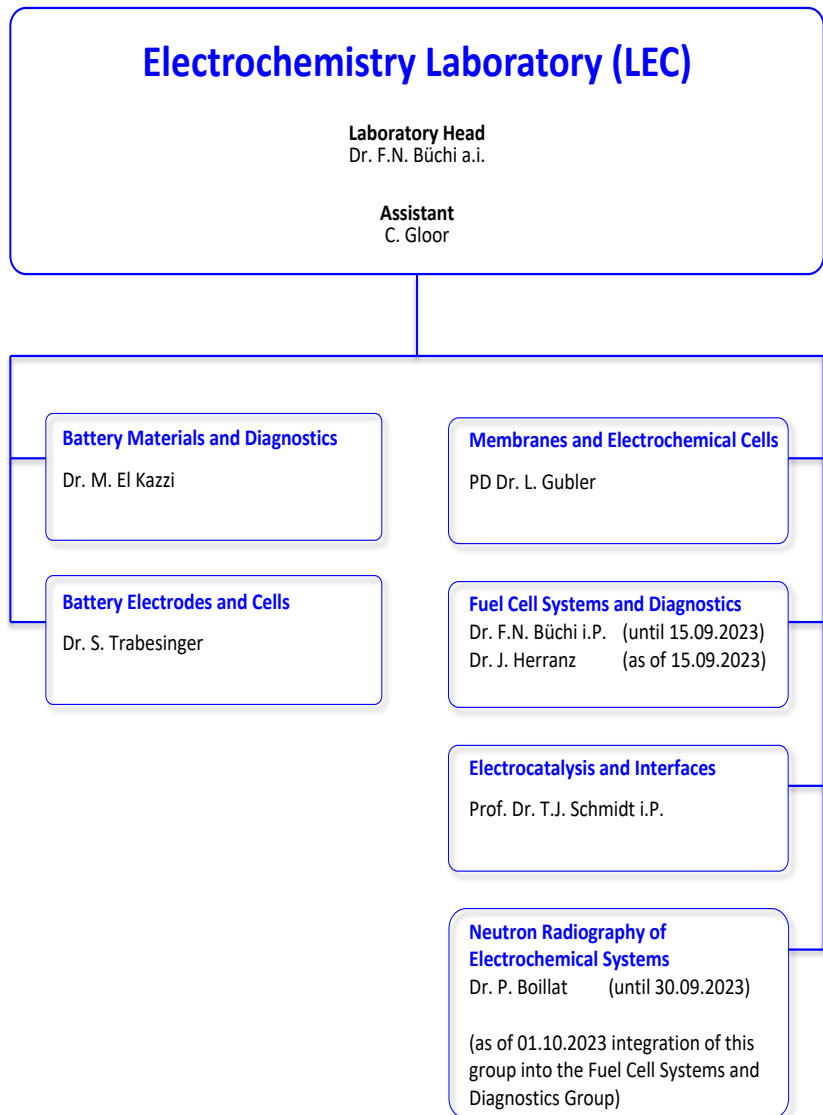 Electrochemistry Laboratory (LEC)
Laboratory Head
Dr. F.N. Büchi a.i.
Assistant
C. Gloor
Battery Materials and Diagnostics
Dr. M. El Kazzi
Battery Electrodes and Cells
Dr. S. Trabesinger
Membranes and Electrochemical Cells
PD Dr. L. Gubler
Fuel Cell Systems and Diagnostics
Dr. F.N. Büchi i.P. (until 15.09.2023)
Dr. J. Herranz (as of 15.09.2023)
Electrocatalysis and Interfaces
Prof. Dr. T.J. Schmidt i.P.
Neutron Radiography of
Electrochemical Systems
Dr. P. Boillat (until 30.09.2023)
(as of 01.10.2023 integration of this
group into the Fuel Cell Systems and
Diagnostics Group)